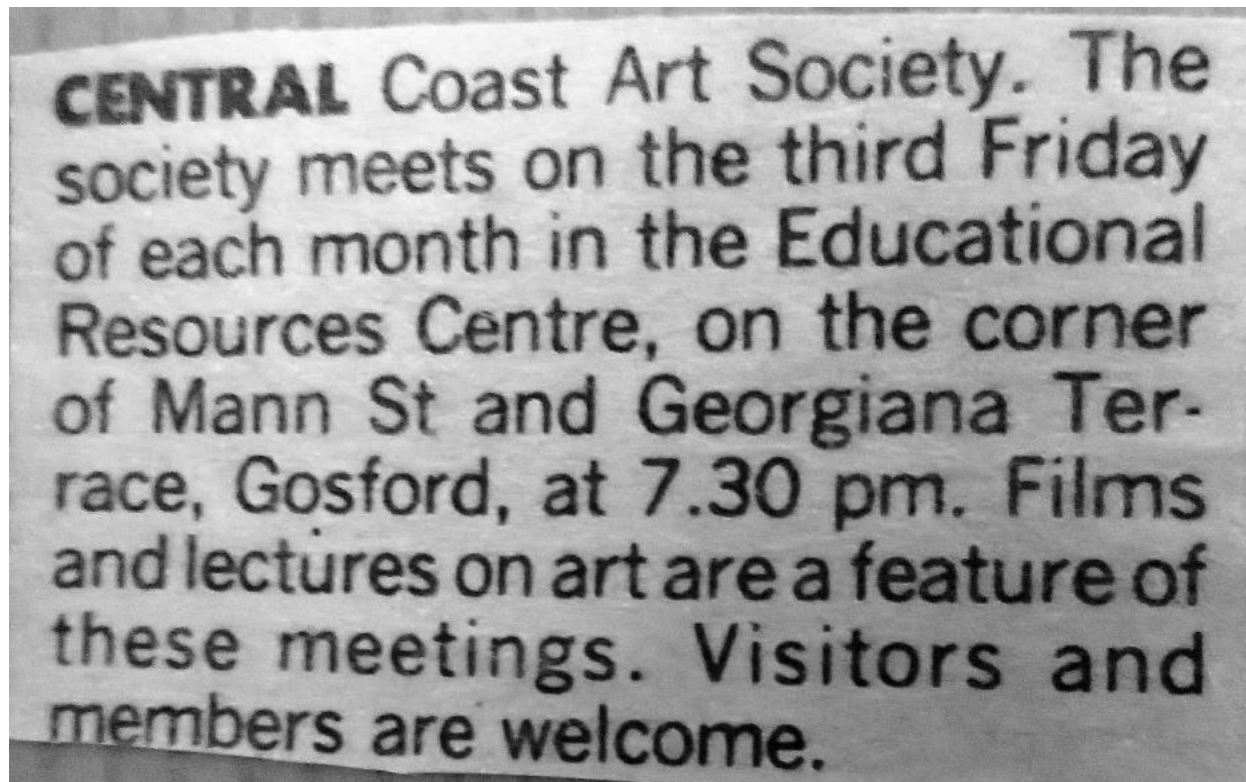 CENTRAL Coast Art Society. The
society meets on the third Friday
of each month in the Educational
Resources Centre, on the corner
of Mann St and Georgiana Ter-
race, Gosford, at 7.30 pm. Films
and lectures on art are a feature of
these meetings. Visitors and
members are welcome.